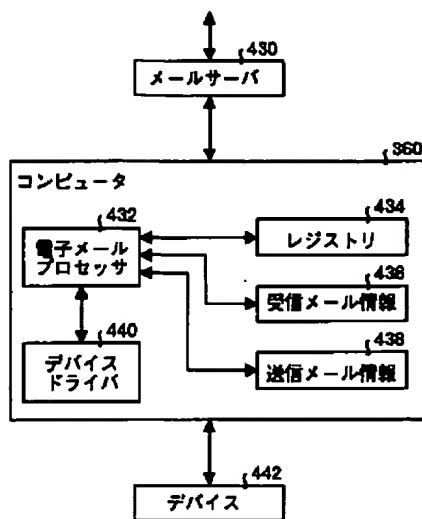 430
メールサーバ
360
コンピュータ
432
電子メール
プロセッサ
434
レジストリ
436
受信メール情報
438
送信メール情報
440
デバイス
ドライバ
442
デバイス